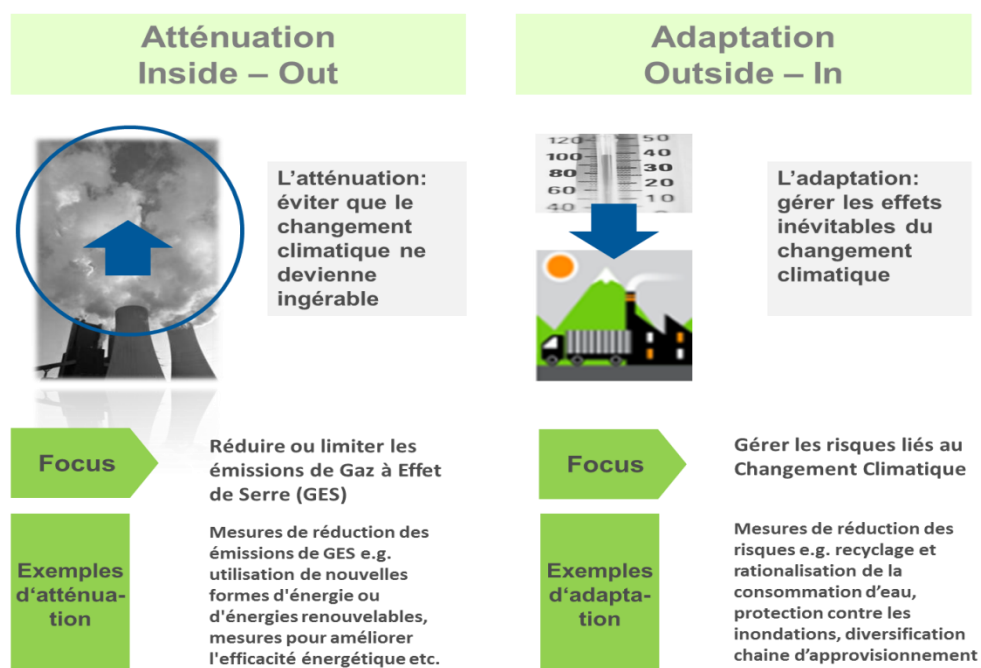 Atténuation
Inside – Out
L'atténuation:
éviter que le
changement
climatique ne
devienne
ingérable
Focus
Réduire ou limiter les
émissions de Gaz à Effet
de Serre (GES)
Exemples
d'atténua-
tion
Mesures de réduction des
émissions de GES e.g.
utilisation de nouvelles
formes d'énergie ou
d'énergies renouvelables,
mesures pour améliorer
l'efficacité énergétique etc.
Adaptation
Outside – In
120 50
100 40
80 30
60 20
40 10
L'adaptation:
gérer les effets
inévitables du
changement
climatique
Focus
Gérer les risques liés au
Changement Climatique
Exemples
d'adapta-
tion
Mesures de réduction des
risques e.g. recyclage et
rationalisation de la
consommation d'eau,
protection contre les
inondations, diversification
chaine d'approvisionnement